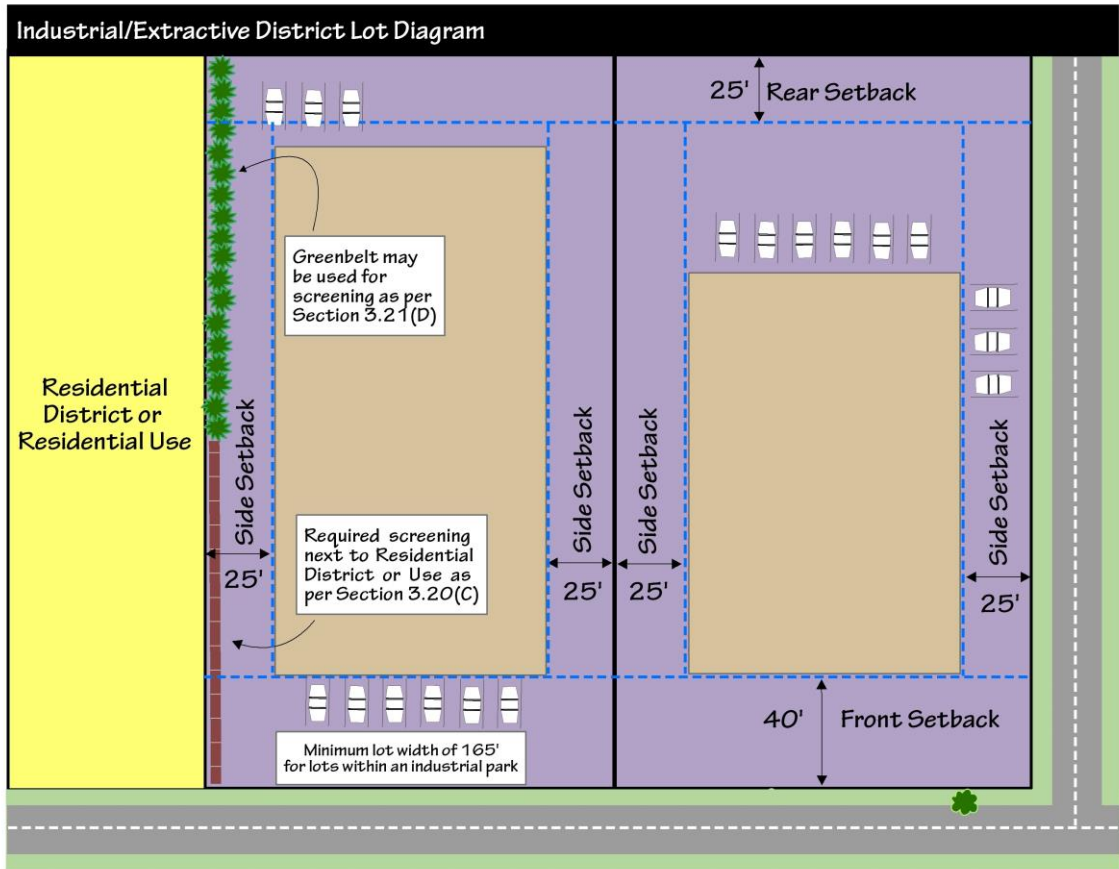 Industrial/Extractive District Lot Diagram
25' Rear Setback
Greenbelt may
be used for
screening as per
Section 3.21(D)
Residential
District or
Residential Use
Side Setback
25'
Required screening
next to Residential
District or Use as
per Section 3.20(C)
Side Setback
25'
Side Setback
25'
Side Setback
25'
40' Front Setback
Minimum lot width of 165'
for lots within an industrial park